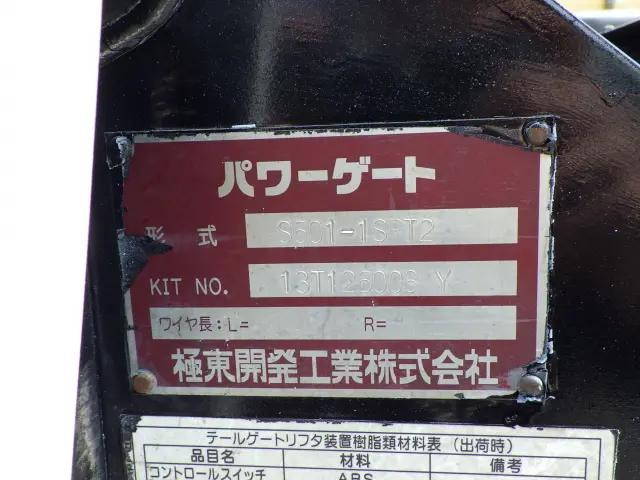 パワーゲート
形式
KIT NO.
ワイヤ長:L= R=
極東開発工業株式会社
テールゲートリフタ装置樹脂類材料表(出荷時)
品目名 材料 備考
コントロールスイッチ ABS